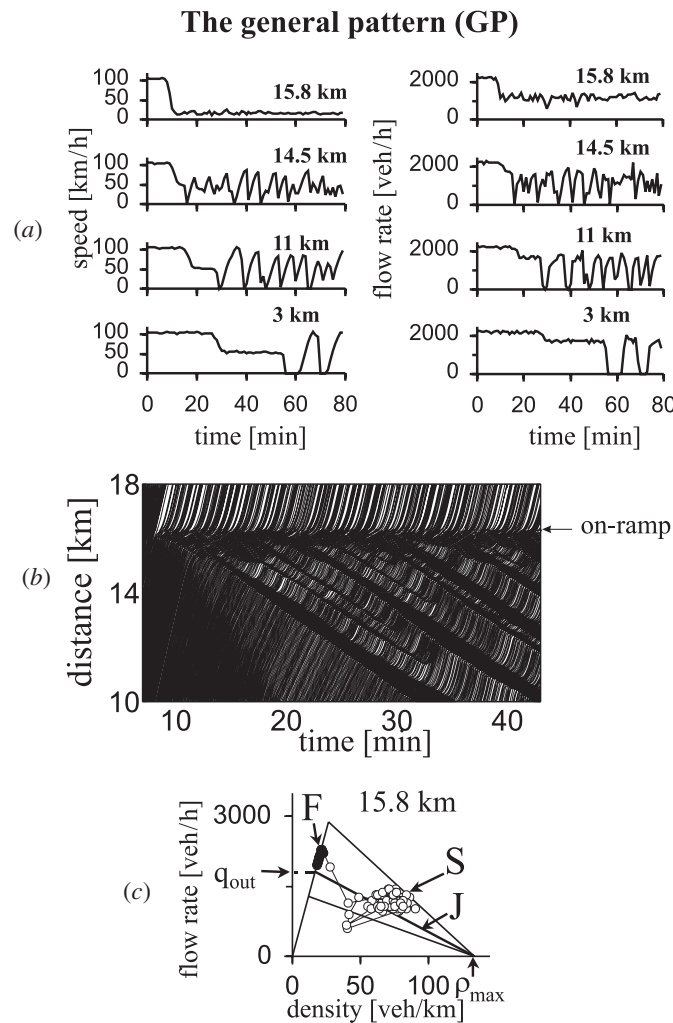 The general pattern (GP)
(a)
speed [km/h]
100
50
0
15.8 km
100
50
0
14.5 km
100
50
0
11 km
100
50
0
3 km
0 20 40 60 80
time [min]
flow rate [veh/h]
2000
0
15.8 km
2000
0
14.5 km
2000
0
11 km
2000
0
3 km
0 20 40 60 80
time [min]
(b)
distance [km]
18
14
10
on-ramp
10 20 30 40
time [min]
(c)
flow rate [veh/h]
3000
F
15.8 km
S
q_out
J
0
0 50 100 ρ_max
density [veh/km]